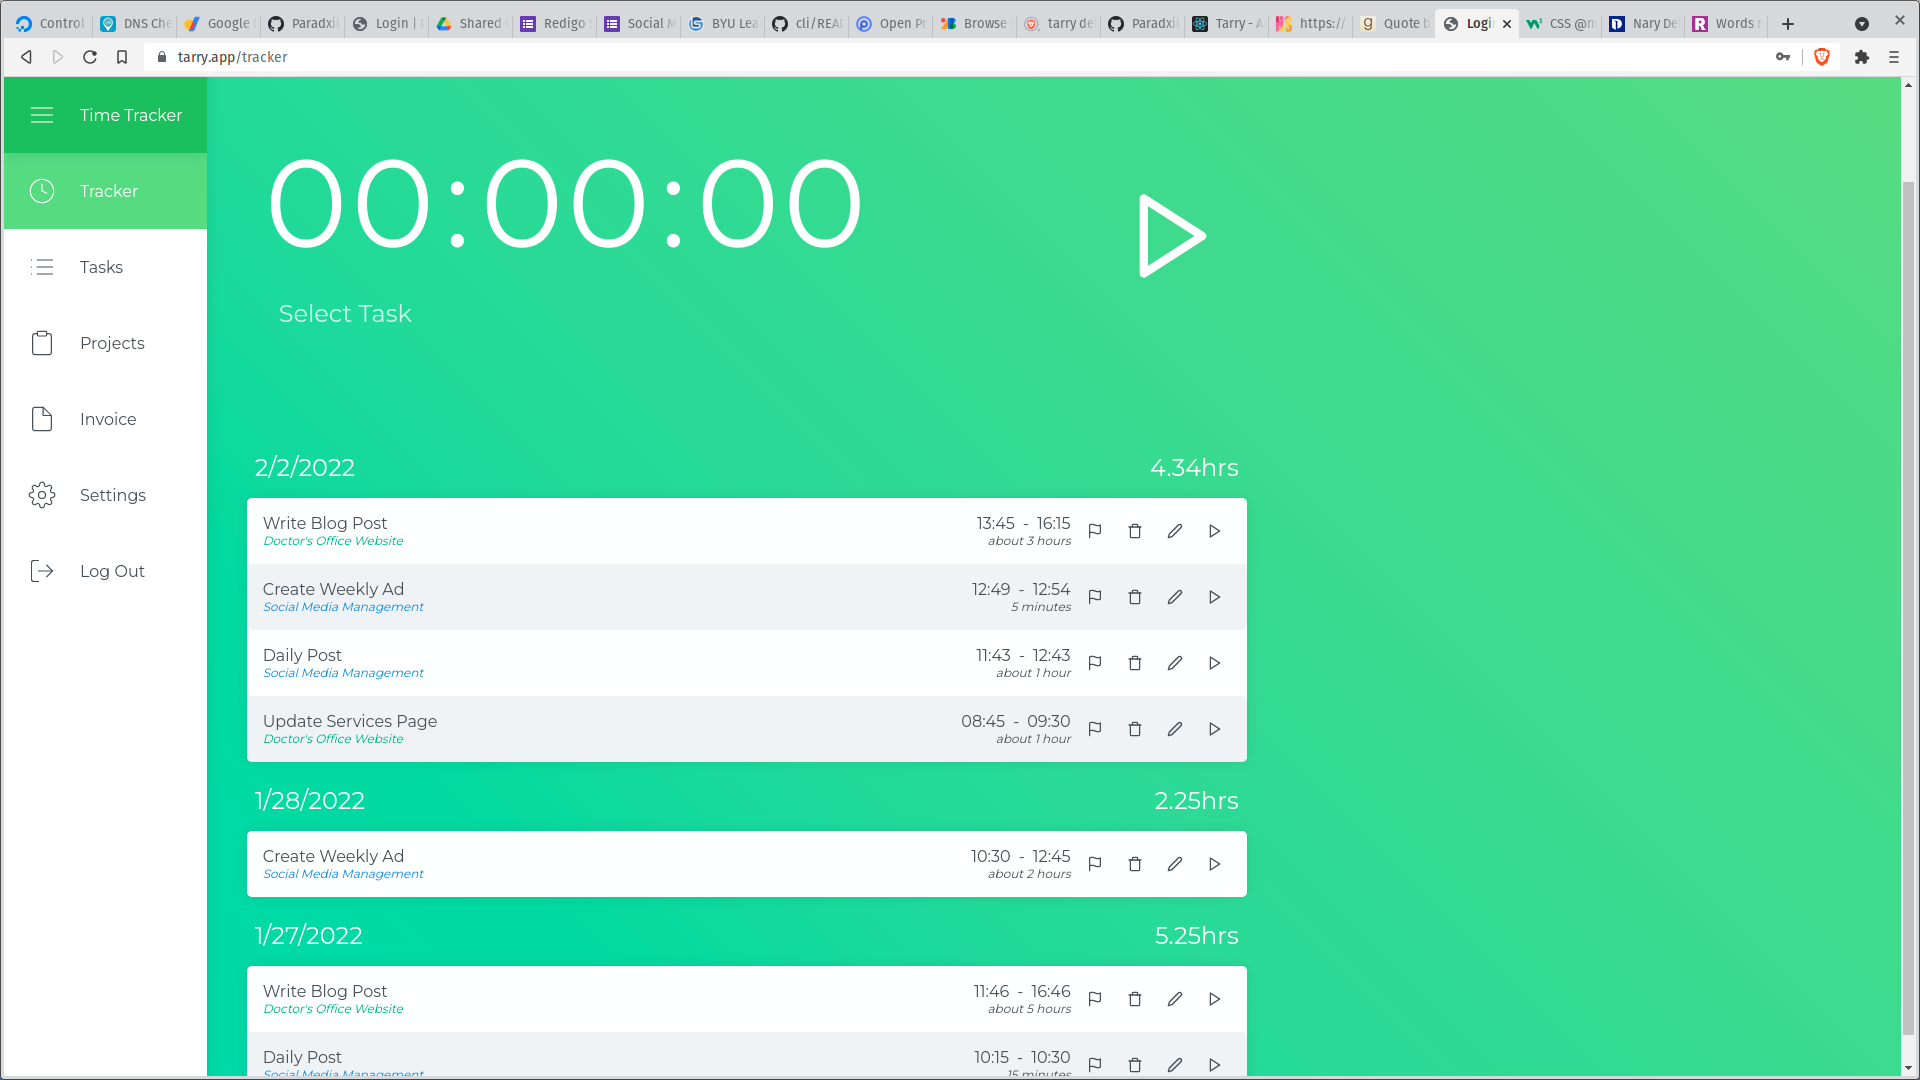 Control
DNS Che
Google
Paradxil
Login |
Shared
Redigo
Social M
BYU Lea
cli/REA
Open Pr
Browse
tarry de
Paradxil
Tarry - A
https://
Quote b
Logi
CSS @m
Nary De
Words r
tarry.app/tracker
Time Tracker
Tracker
Tasks
Projects
Invoice
Settings
Log Out
00:00:00
Select Task
2/2/2022 4.34hrs
Write Blog Post 13:45 - 16:15
Doctor's Office Website about 3 hours
Create Weekly Ad 12:49 - 12:54
Social Media Management 5 minutes
Daily Post 11:43 - 12:43
Social Media Management about 1 hour
Update Services Page 08:45 - 09:30
Doctor's Office Website about 1 hour
1/28/2022 2.25hrs
Create Weekly Ad 10:30 - 12:45
Social Media Management about 2 hours
1/27/2022 5.25hrs
Write Blog Post 11:46 - 16:46
Doctor's Office Website about 5 hours
Daily Post 10:15 - 10:30
Social Media Management 15 minutes